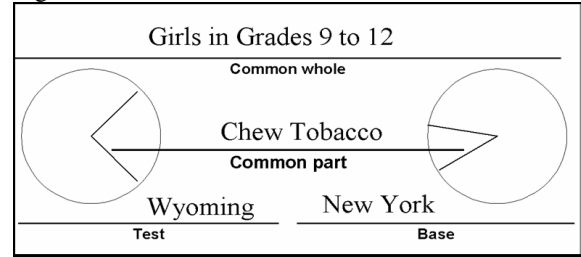 Girls in Grades 9 to 12
Common whole
Chew Tobacco
Common part
Wyoming New York
Test Base